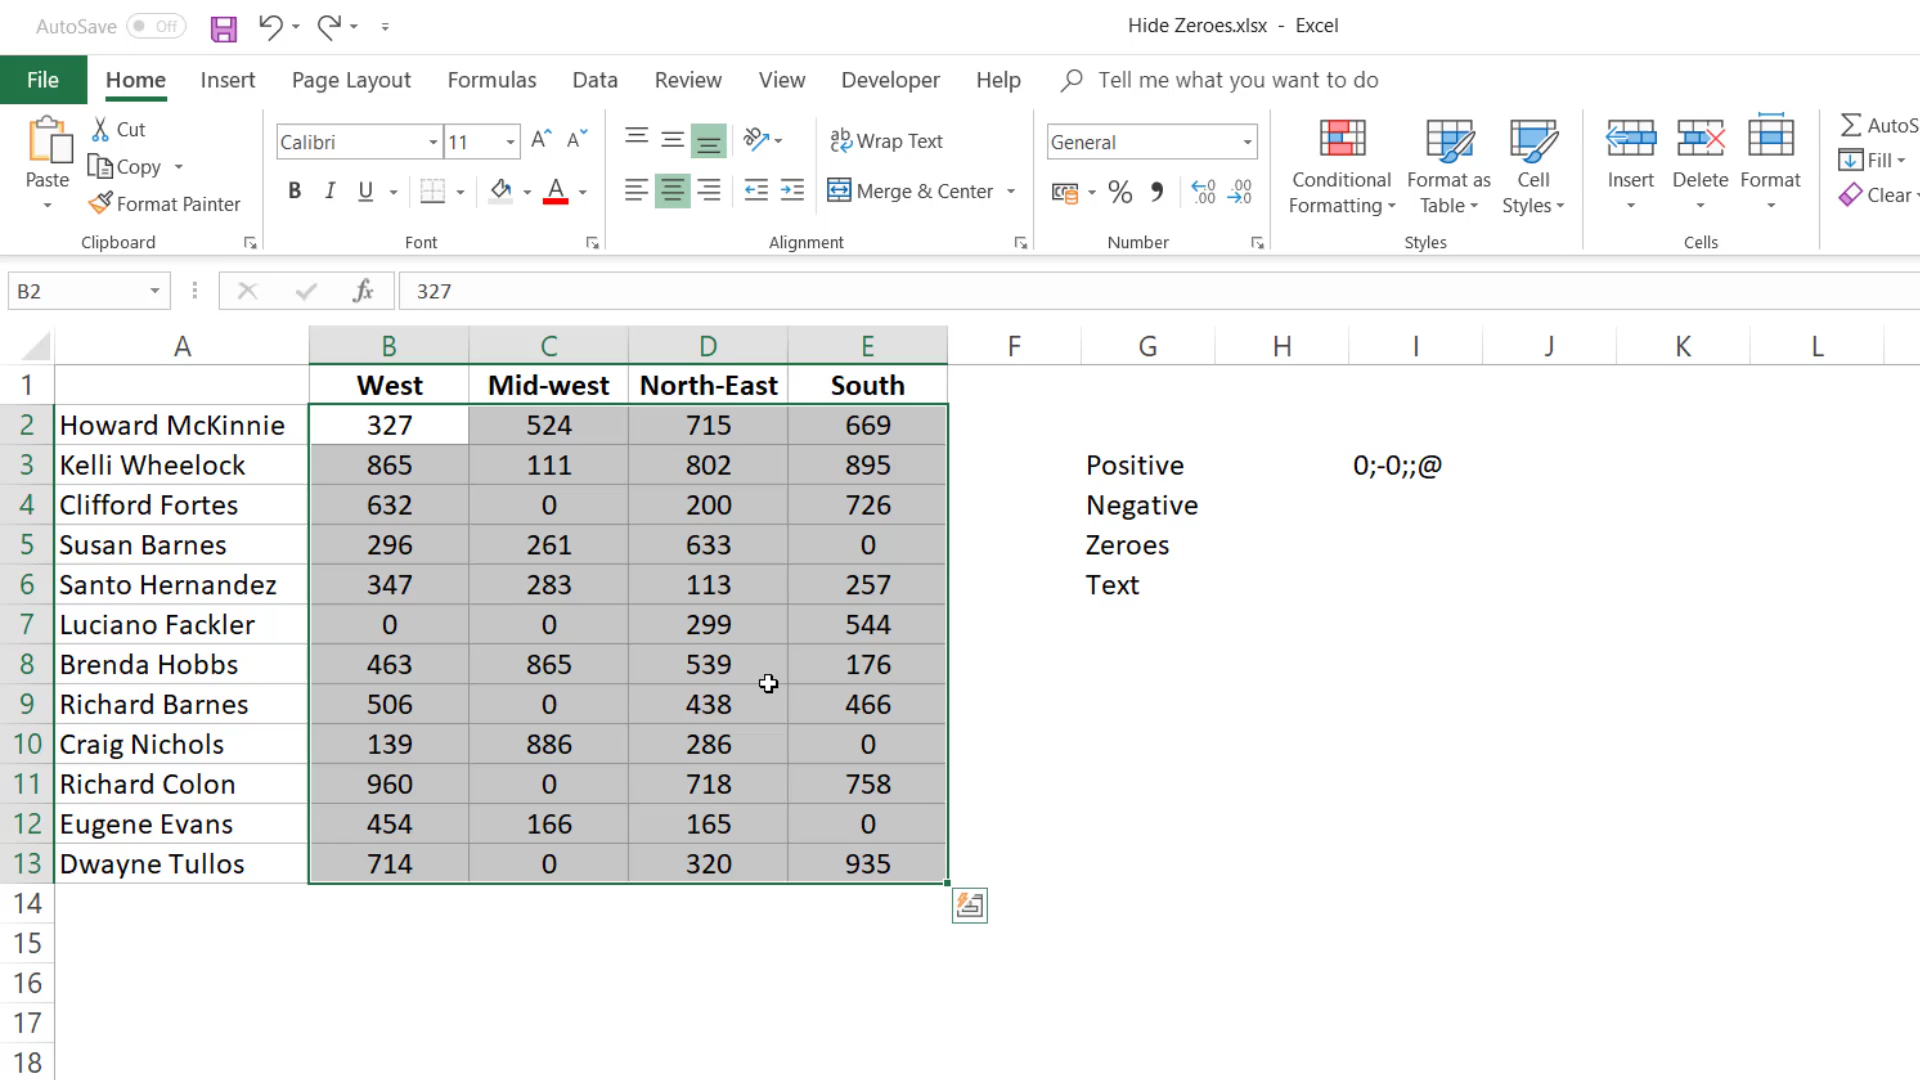 AutoSave Off Hide Zeroes.xlsx - Excel
File Home Insert Page Layout Formulas Data Review View Developer Help Tell me what you want to do
Paste Cut Copy Format Painter Clipboard
Calibri 11 A A B I U A Font
ab Wrap Text Merge & Center Alignment
General % , .00 .00 Number
Conditional Formatting Format as Table Cell Styles Styles
Insert Delete Format Cells
AutoS Fill Clear
B2 fx 327
A B C D E F G H I J K L
1 West Mid-west North-East South
2 Howard McKinnie 327 524 715 669
3 Kelli Wheelock 865 111 802 895 Positive 0;-0;;@
4 Clifford Fortes 632 0 200 726 Negative
5 Susan Barnes 296 261 633 0 Zeroes
6 Santo Hernandez 347 283 113 257 Text
7 Luciano Fackler 0 0 299 544
8 Brenda Hobbs 463 865 539 176
9 Richard Barnes 506 0 438 466
10 Craig Nichols 139 886 286 0
11 Richard Colon 960 0 718 758
12 Eugene Evans 454 166 165 0
13 Dwayne Tullos 714 0 320 935
14
15
16
17
18